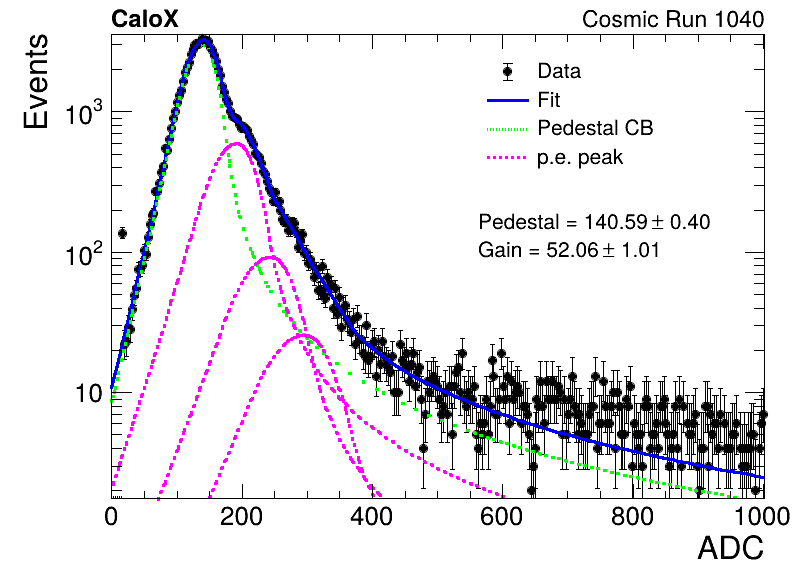 CaloX Cosmic Run 1040
Events
Data
Fit
Pedestal CB
p.e. peak
Pedestal = 140.59 ± 0.40
Gain = 52.06 ± 1.01
10³
10²
10
0 200 400 600 800 1000
ADC